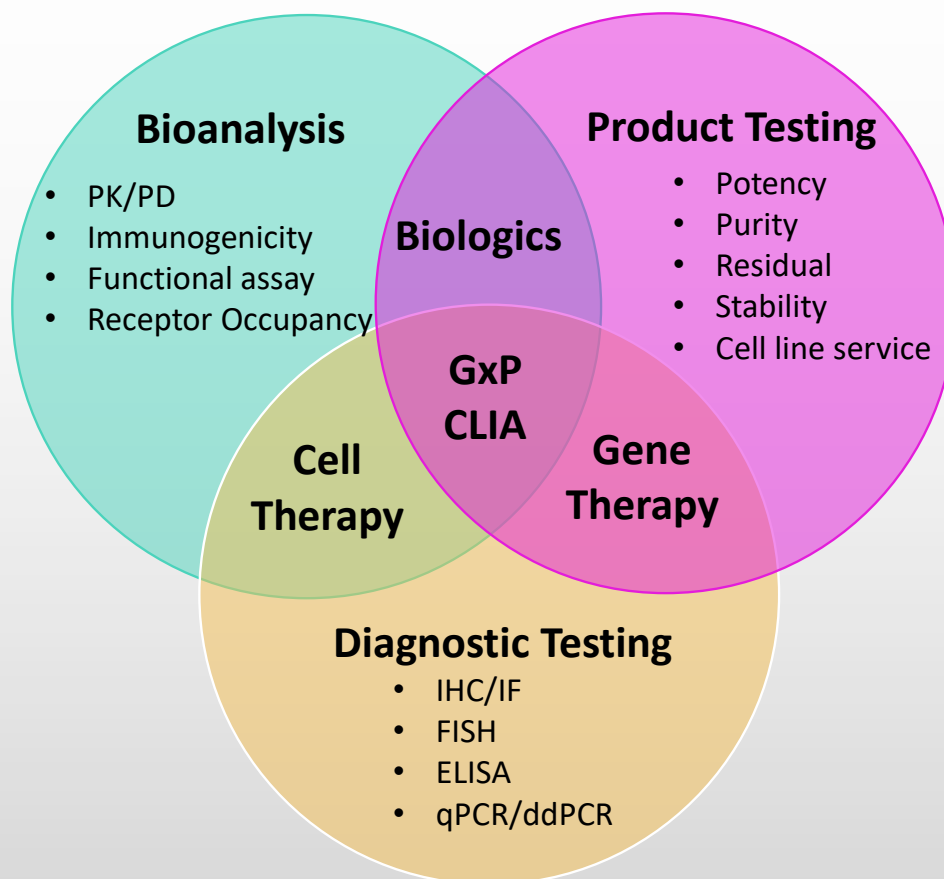 Bioanalysis
• PK/PD
• Immunogenicity
• Functional assay
• Receptor Occupancy
Product Testing
• Potency
• Purity
• Residual
• Stability
• Cell line service
Biologics
GxP
CLIA
Cell
Therapy
Gene
Therapy
Diagnostic Testing
• IHC/IF
• FISH
• ELISA
• qPCR/ddPCR